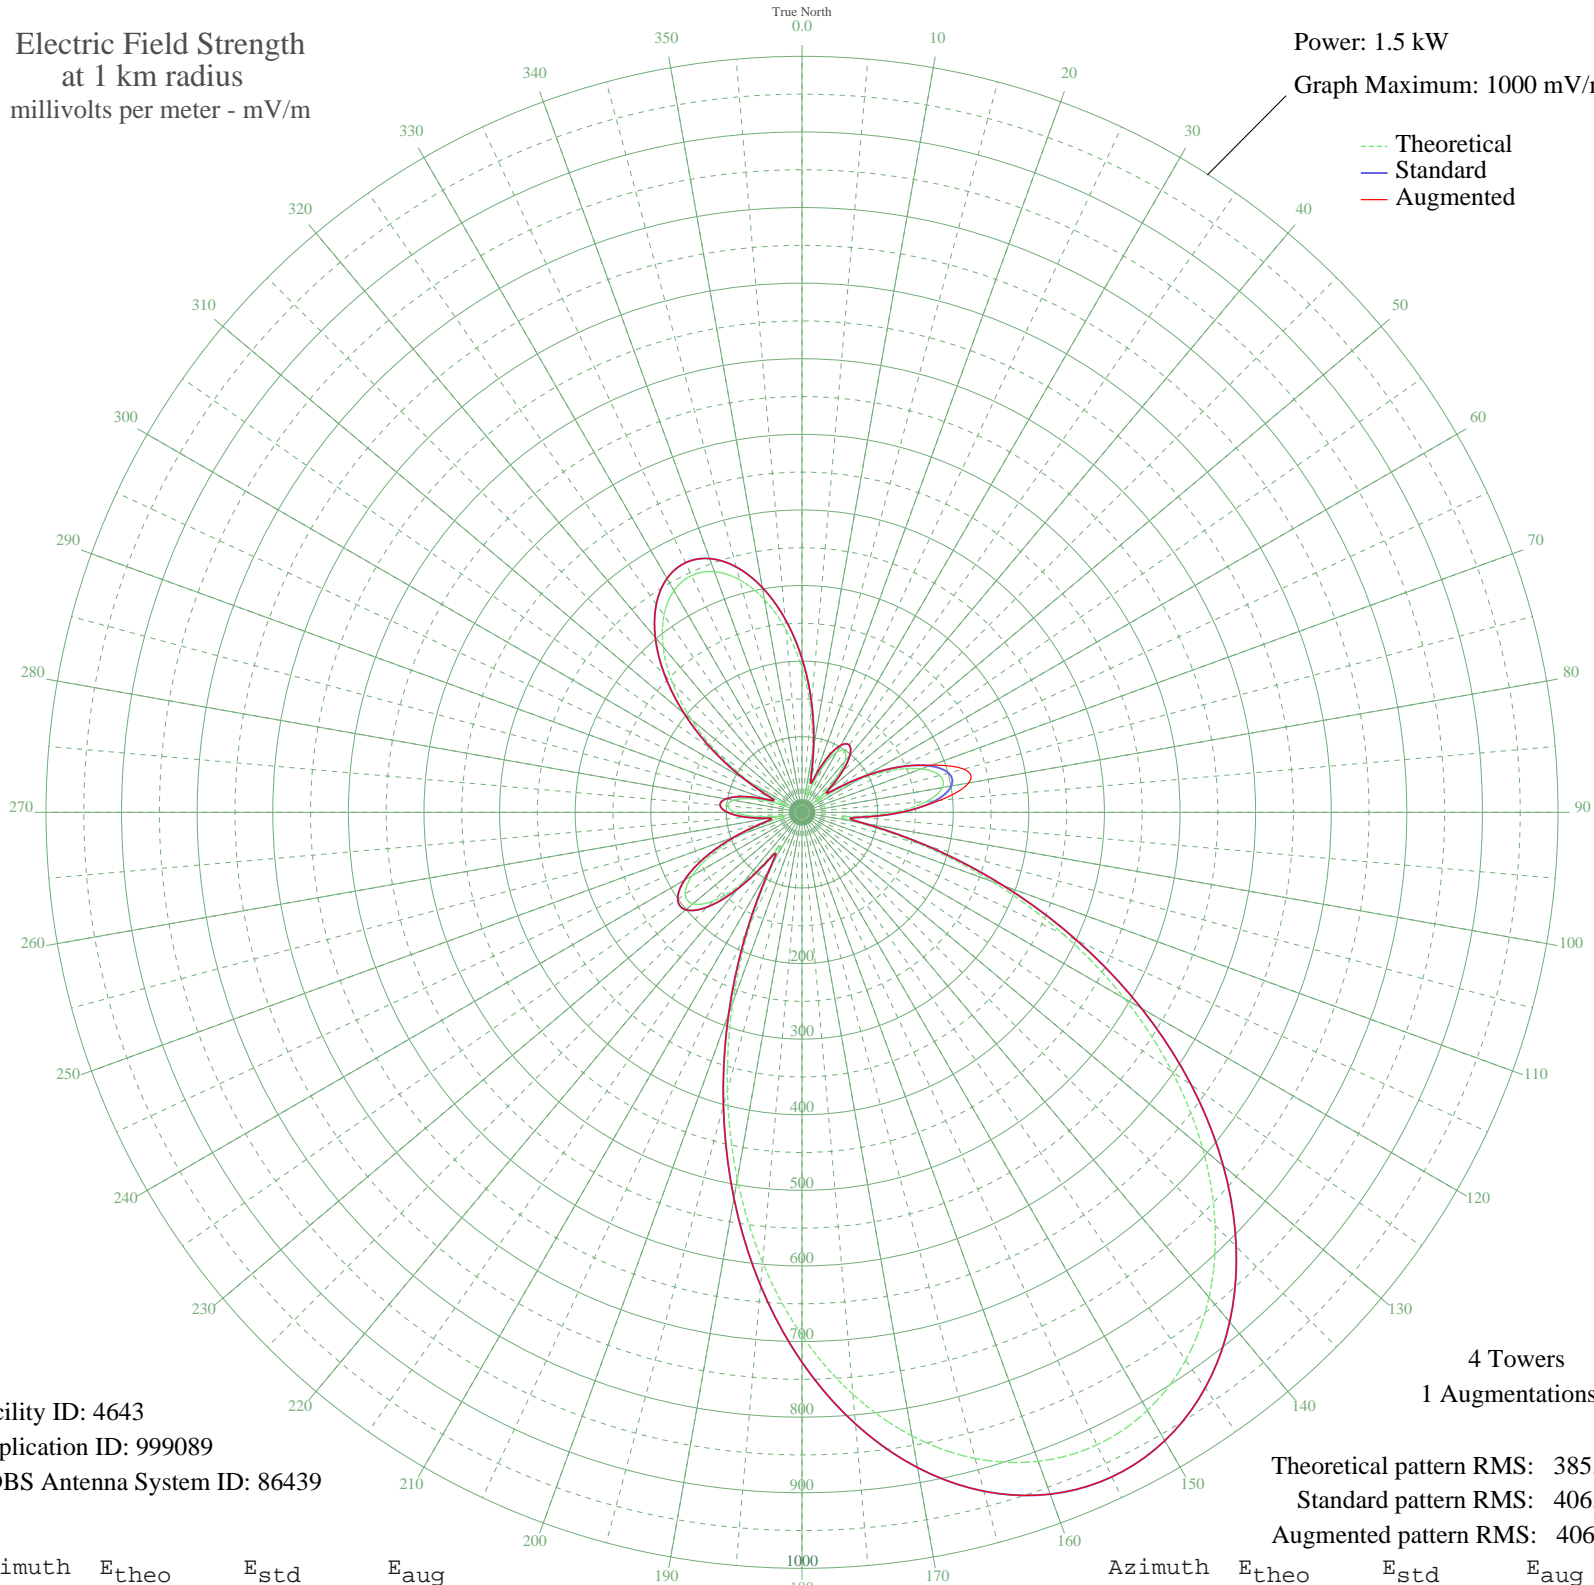 True North
0.0
Electric Field Strength
at 1 km radius
millivolts per meter - mV/m
Power: 1.5 kW
Graph Maximum: 1000 mV/
Theoretical
Standard
Augmented
10
20
30
40
50
60
70
80
90
100
110
120
130
140
150
160
170
190
200
210
220
230
240
250
260
270
280
290
300
310
320
330
340
350
200
300
400
500
600
700
800
900
1000
4 Towers
1 Augmentations
cility ID: 4643
plication ID: 999089
DBS Antenna System ID: 86439
Theoretical pattern RMS: 385
Standard pattern RMS: 406
Augmented pattern RMS: 406
imuth Etheo Estd Eaug
Azimuth Etheo Estd Eaug